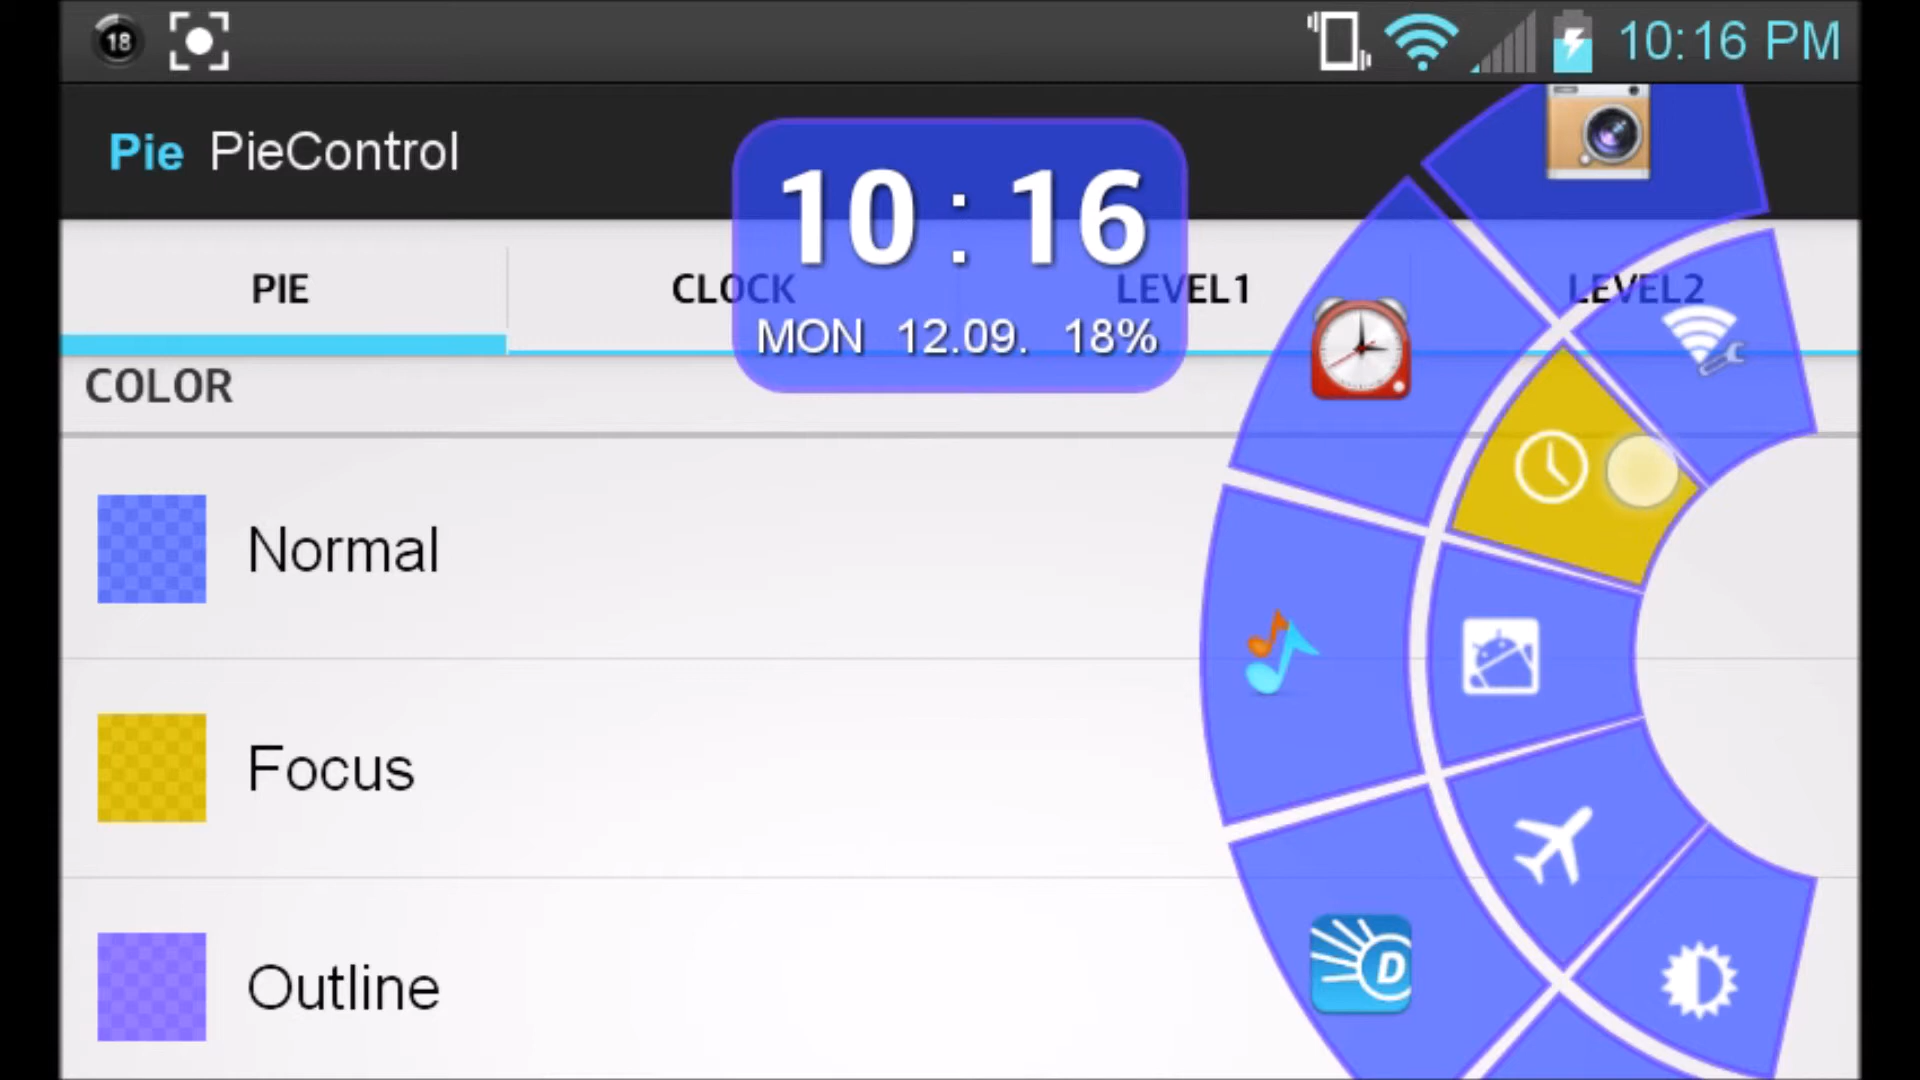 18
10:16 PM
Pie PieControl
10 : 16
MON 12.09. 18%
PIE
CLOCK
LEVEL1
LEVEL2
COLOR
Normal
Focus
Outline
D